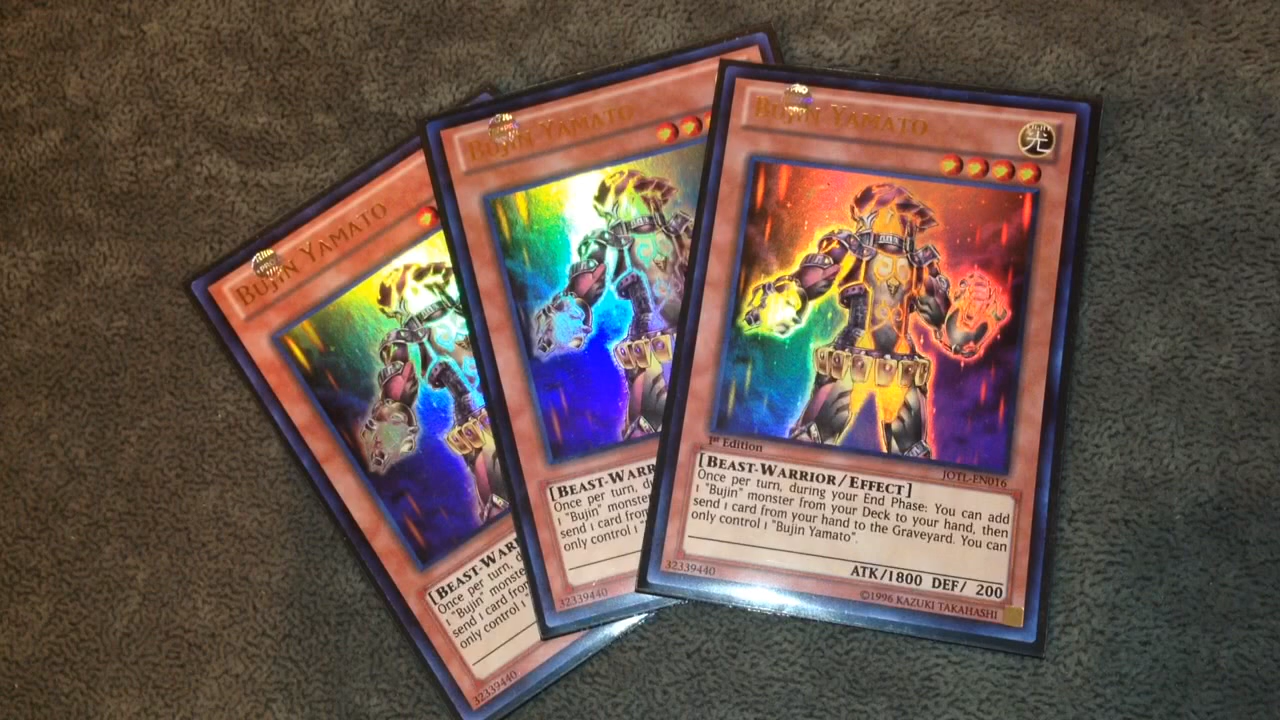 Bujin Yamato
Bujin Yamato
Bujin Yamato
LIGHT
光
1st Edition
JOTL-EN016
[Beast-Warrior/Effect]
Once per turn, during your End Phase: You can add
1 "Bujin" monster from your Deck to your hand, then
send 1 card from your hand to the Graveyard. You can
only control 1 "Bujin Yamato".
ATK/1800 DEF/ 200
32339440
©1996 KAZUKI TAKAHASHI
[Beast-Warr
Once per turn, d
1 "Bujin" monste
send 1 card from
only control 1 "
32339440
[Beast-War
Once per turn, d
1 "Bujin" monste
send 1 card from
only control 1 "
32339440